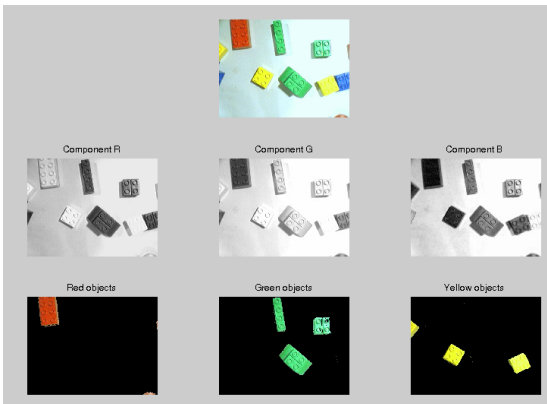 Component R
Component G
Component B
Red objects
Green objects
Yellow objects